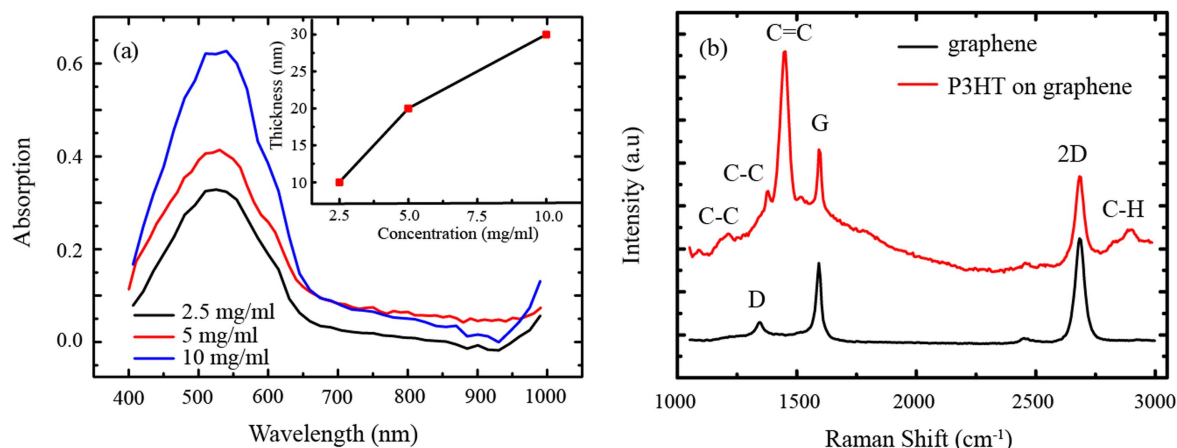 (a)
Absorption
0.6
0.4
0.2
0.0
400 500 600 700 800 900 1000
Wavelength (nm)
2.5 mg/ml
5 mg/ml
10 mg/ml
Thickness (nm)
30
20
10
2.5 5.0 7.5 10.0
Concentration (mg/ml)
(b)
Intensity (a.u)
graphene
P3HT on graphene
C=C
G
C-C
C-C
2D
C-H
D
1000 1500 2000 2500 3000
Raman Shift (cm⁻¹)